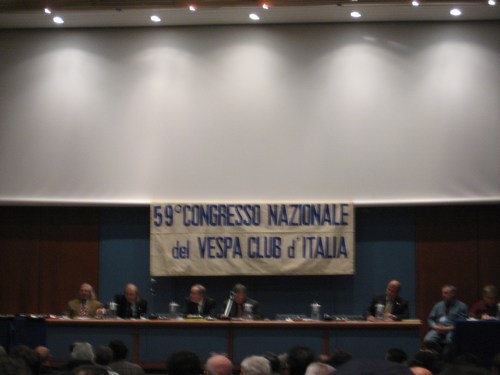 59° CONGRESSO NAZIONALE
del VESPA CLUB d'ITALIA